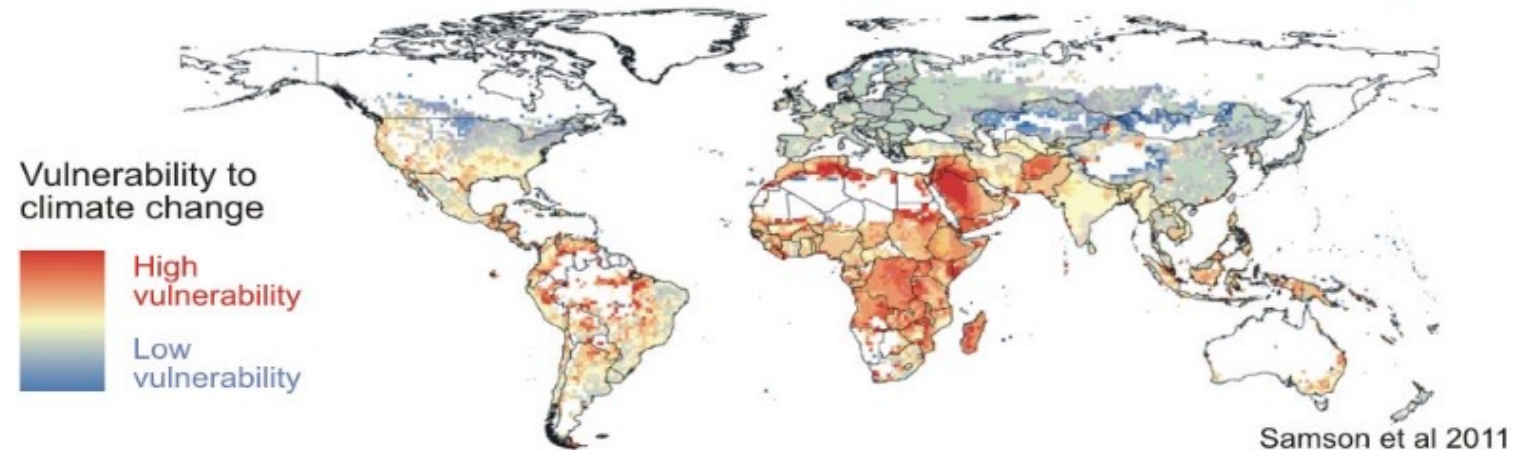 Vulnerability to
climate change
High
vulnerability
Low
vulnerability
Samson et al 2011